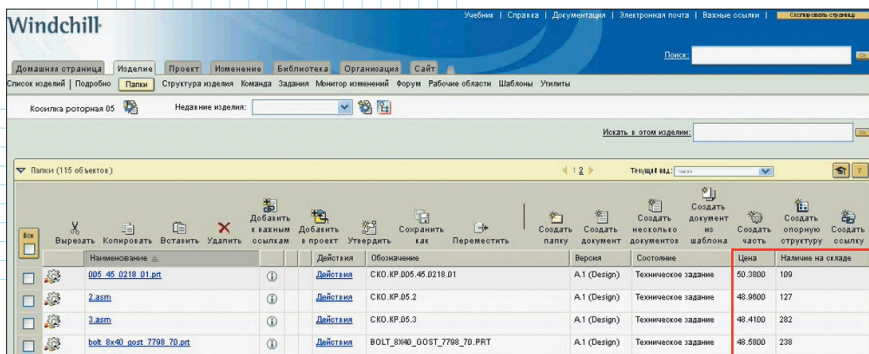 Windchill
Учебник | Справка | Документация | Электронная почта | Важные ссылки | Скопировать страницу
Поиск:
Домашняя страница Изделие Проект Изменение Библиотека Организация Сайт
Список изделий | Подробно Папки Структура изделия Команда Задания Монитор изменений Форум Рабочие области Шаблоны Утилиты
Косилка роторная 05 Недавние изделия:
Искать в этом изделии:
Папки (115 объектов) 1 2 Текущий вид: Части
Все Вырезать Копировать Вставить Удалить Добавить к важным ссылкам Добавить в проект Утвердить Сохранить как Переместить Создать папку Создать документ Создать несколько документов Создать документ из шаблона Создать часть Создать опорную структуру Создать ссылку
Наименование Действия Обозначение Версия Состояние Цена Наличие на складе
005_45_0218_01.prt Действия СКО.КР.005.45.0218.01 A.1 (Design) Техническое задание 50.3800 109
2.asm Действия СКО.КР.05.2 A.1 (Design) Техническое задание 48.9600 127
3.asm Действия СКО.КР.05.3 A.1 (Design) Техническое задание 48.4100 282
bolt_8x40_gost_7798_70.prt Действия BOLT_8X40_GOST_7798_70.PRT A.1 (Design) Техническое задание 48.5800 238